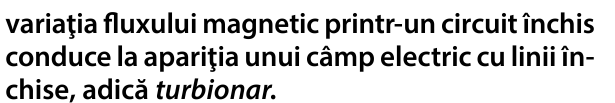 variaţia fluxului magnetic printr-un circuit închis
conduce la apariţia unui câmp electric cu linii în-
chise, adică turbionar.